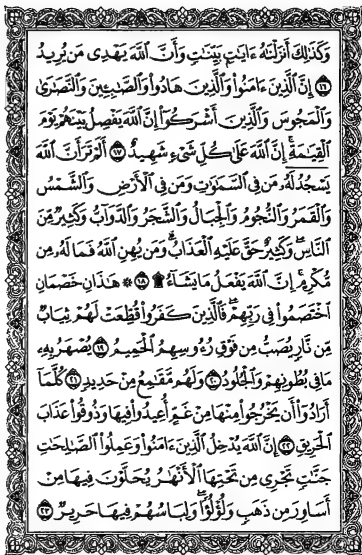 وَكَذَٰلِكَ أَنزَلْنَٰهُ ءَايَٰتٍۭ بَيِّنَٰتٍ وَأَنَّ ٱللَّهَ يَهْدِى مَن يُرِيدُ
﴿١٦﴾ إِنَّ ٱلَّذِينَ ءَامَنُوا۟ وَٱلَّذِينَ هَادُوا۟ وَٱلصَّٰبِـِٔينَ وَٱلنَّصَٰرَىٰ
وَٱلْمَجُوسَ وَٱلَّذِينَ أَشْرَكُوٓا۟ إِنَّ ٱللَّهَ يَفْصِلُ بَيْنَهُمْ يَوْمَ
ٱلْقِيَٰمَةِ ۚ إِنَّ ٱللَّهَ عَلَىٰ كُلِّ شَىْءٍ شَهِيدٌ ﴿١٧﴾ أَلَمْ تَرَ أَنَّ ٱللَّهَ
يَسْجُدُ لَهُۥ مَن فِى ٱلسَّمَٰوَٰتِ وَمَن فِى ٱلْأَرْضِ وَٱلشَّمْسُ
وَٱلْقَمَرُ وَٱلنُّجُومُ وَٱلْجِبَالُ وَٱلشَّجَرُ وَٱلدَّوَآبُّ وَكَثِيرٌ مِّنَ
ٱلنَّاسِ ۖ وَكَثِيرٌ حَقَّ عَلَيْهِ ٱلْعَذَابُ ۗ وَمَن يُهِنِ ٱللَّهُ فَمَا لَهُۥ مِن
مُّكْرِمٍ ۚ إِنَّ ٱللَّهَ يَفْعَلُ مَا يَشَآءُ ۩ ﴿١٨﴾ ۞ هَٰذَانِ خَصْمَانِ
ٱخْتَصَمُوا۟ فِى رَبِّهِمْ ۖ فَٱلَّذِينَ كَفَرُوا۟ قُطِّعَتْ لَهُمْ ثِيَابٌ
مِّن نَّارٍ يُصَبُّ مِن فَوْقِ رُءُوسِهِمُ ٱلْحَمِيمُ ﴿١٩﴾ يُصْهَرُ بِهِۦ
مَا فِى بُطُونِهِمْ وَٱلْجُلُودُ ﴿٢٠﴾ وَلَهُم مَّقَٰمِعُ مِنْ حَدِيدٍ ﴿٢١﴾ كُلَّمَآ
أَرَادُوٓا۟ أَن يَخْرُجُوا۟ مِنْهَا مِنْ غَمٍّ أُعِيدُوا۟ فِيهَا وَذُوقُوا۟ عَذَابَ
ٱلْحَرِيقِ ﴿٢٢﴾ إِنَّ ٱللَّهَ يُدْخِلُ ٱلَّذِينَ ءَامَنُوا۟ وَعَمِلُوا۟ ٱلصَّٰلِحَٰتِ
جَنَّٰتٍ تَجْرِى مِن تَحْتِهَا ٱلْأَنْهَٰرُ يُحَلَّوْنَ فِيهَا مِنْ
أَسَاوِرَ مِن ذَهَبٍ وَلُؤْلُؤًا ۖ وَلِبَاسُهُمْ فِيهَا حَرِيرٌ ﴿٢٣﴾